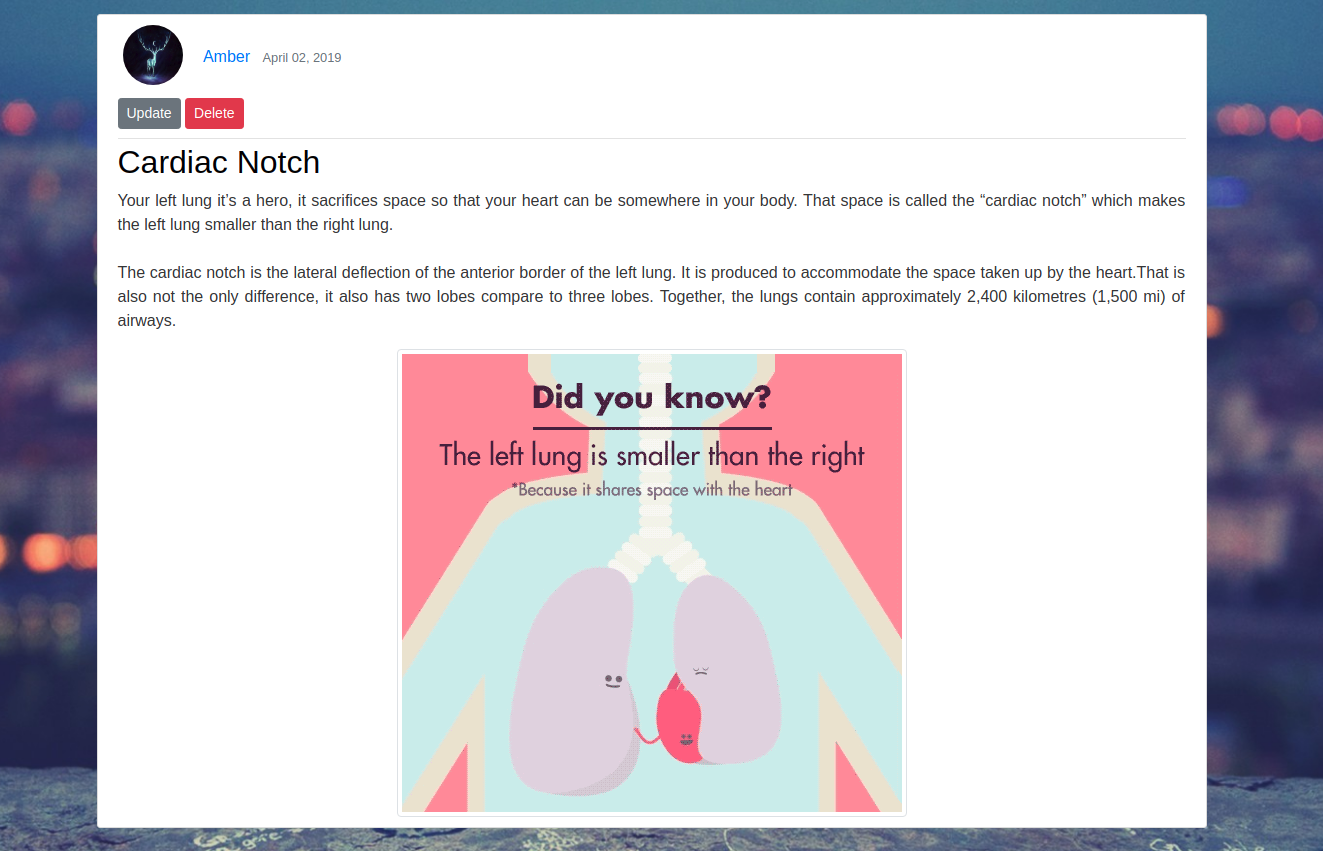 Amber April 02, 2019
Update Delete
Cardiac Notch
Your left lung it’s a hero, it sacrifices space so that your heart can be somewhere in your body. That space is called the “cardiac notch” which makes
the left lung smaller than the right lung.
The cardiac notch is the lateral deflection of the anterior border of the left lung. It is produced to accommodate the space taken up by the heart.That is
also not the only difference, it also has two lobes compare to three lobes. Together, the lungs contain approximately 2,400 kilometres (1,500 mi) of
airways.
Did you know?
The left lung is smaller than the right
*Because it shares space with the heart